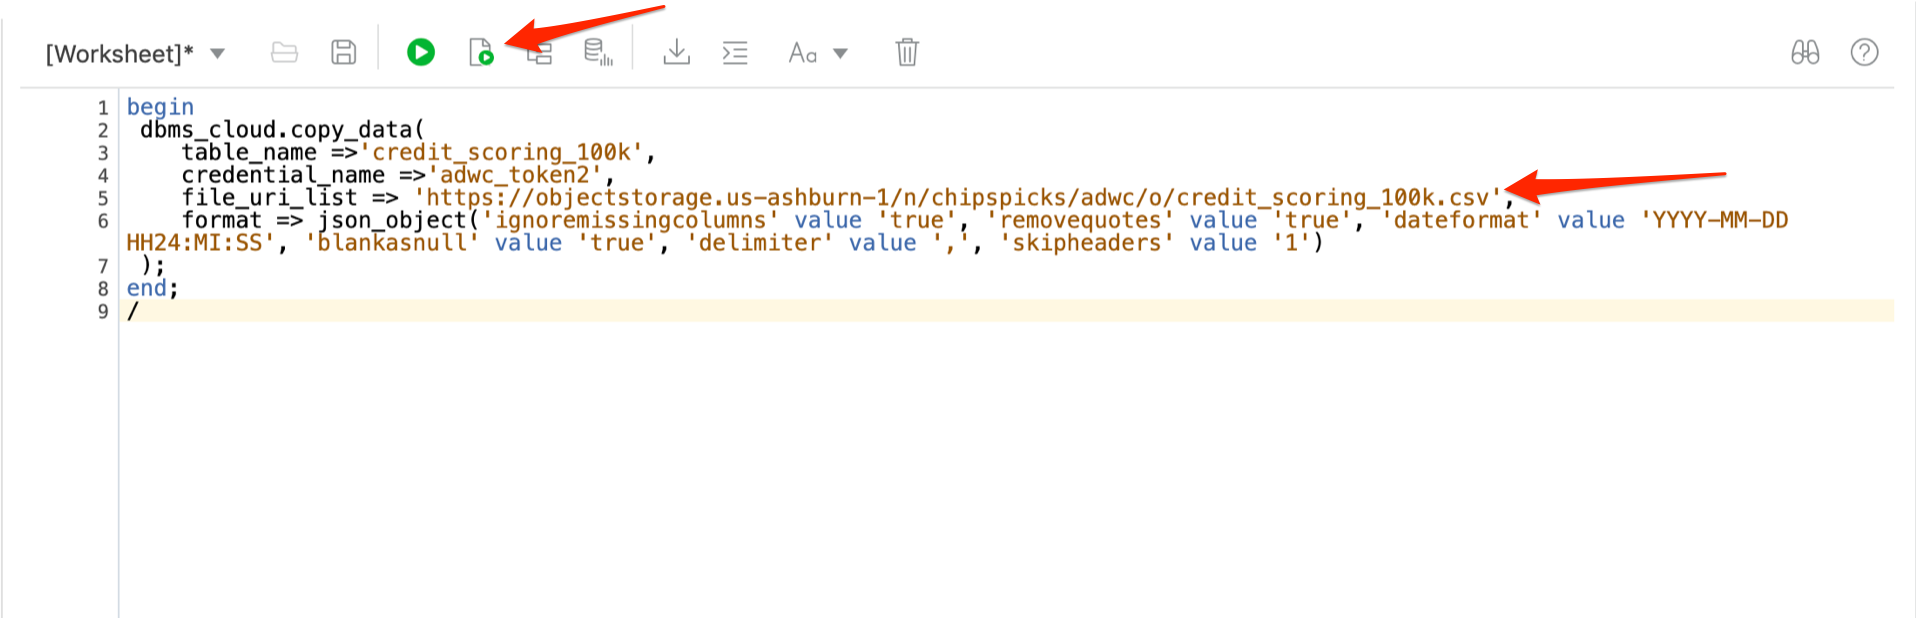 [Worksheet]*
Aa
1 begin
2  dbms_cloud.copy_data(
3     table_name =>'credit_scoring_100k',
4     credential_name =>'adwc_token2',
5     file_uri_list => 'https://objectstorage.us-ashburn-1/n/chipspicks/adwc/o/credit_scoring_100k.csv',
6     format => json_object('ignoremissingcolumns' value 'true', 'removequotes' value 'true', 'dateformat' value 'YYYY-MM-DD
HH24:MI:SS', 'blankasnull' value 'true', 'delimiter' value ',', 'skipheaders' value '1')
7  );
8 end;
9 /